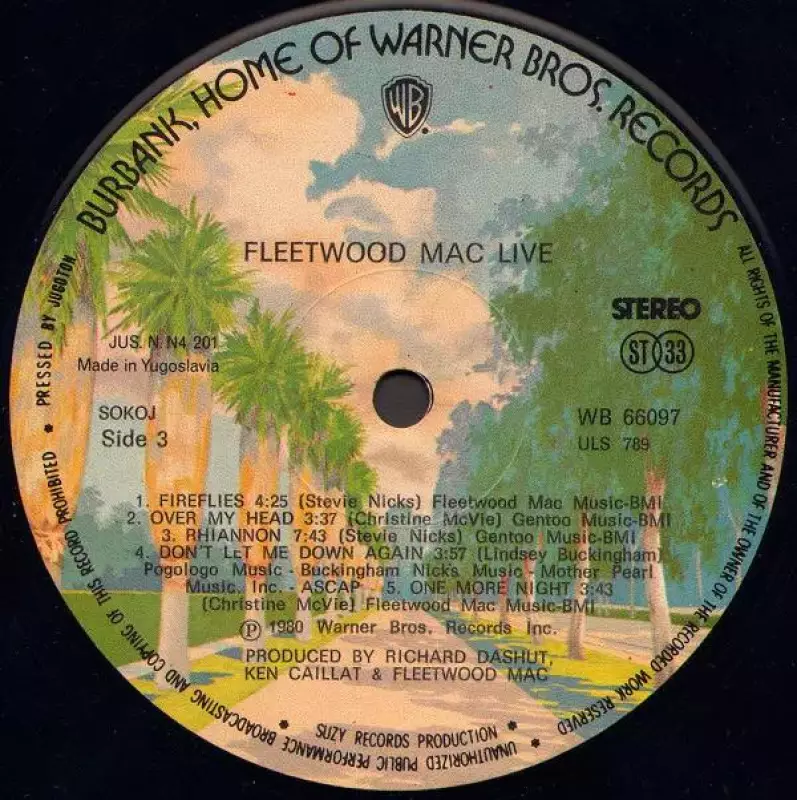 BURBANK, HOME OF WARNER BROS. RECORDS
WB
FLEETWOOD MAC LIVE
STEREO
ST 33
JUS. N. N4 201
Made in Yugoslavia
SOKOJ
Side 3
WB 66097
ULS 789
1. FIREFLIES 4:25 (Stevie Nicks) Fleetwood Mac Music-BMI
2. OVER MY HEAD 3:37 (Christine McVie) Gentoo Music-BMI
3. RHIANNON 7:43 (Stevie Nicks) Gentoo Music-BMI
4. DON'T LET ME DOWN AGAIN 3:57 (Lindsey Buckingham)
Pogologo Music - Buckingham Nicks Music - Mother Pearl
Music. Inc. - ASCAP 5. ONE MORE NIGHT 3:43
(Christine McVie) Fleetwood Mac Music-BMI
Ⓟ 1980 Warner Bros. Records Inc.
PRODUCED BY RICHARD DASHUT,
KEN CAILLAT & FLEETWOOD MAC
ALL RIGHTS OF THE MANUFACTURER AND OF THE OWNER OF THE RECORDED WORK RESERVED * UNAUTHORIZED PUBLIC PERFORMANCE BROADCASTING AND COPYING OF THIS RECORD PROHIBITED * PRESSED BY JUGOTON
* SUZY RECORDS PRODUCTION *